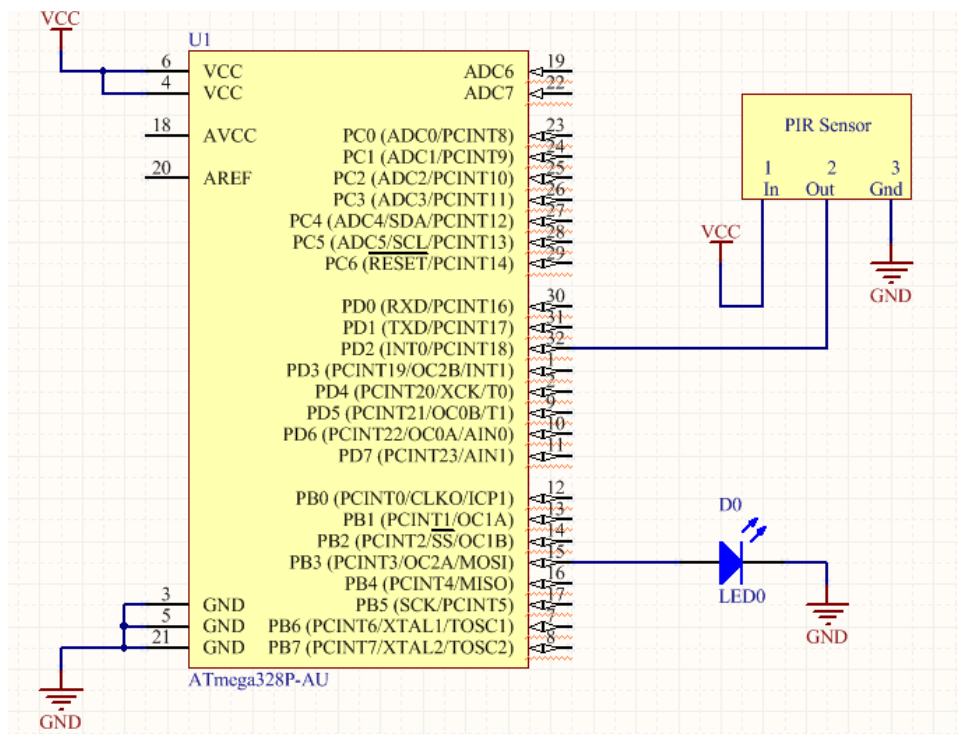 VCC
U1
6 VCC ADC6 19
4 VCC ADC7 22
18 AVCC PC0 (ADC0/PCINT8) 23
PC1 (ADC1/PCINT9) 24
20 AREF PC2 (ADC2/PCINT10) 25
PC3 (ADC3/PCINT11) 26
PC4 (ADC4/SDA/PCINT12) 27
PC5 (ADC5/SCL/PCINT13) 28
PC6 (RESET/PCINT14) 29
PD0 (RXD/PCINT16) 30
PD1 (TXD/PCINT17) 31
PD2 (INT0/PCINT18) 32
PD3 (PCINT19/OC2B/INT1) 1
PD4 (PCINT20/XCK/T0) 2
PD5 (PCINT21/OC0B/T1) 9
PD6 (PCINT22/OC0A/AIN0) 10
PD7 (PCINT23/AIN1) 11
PB0 (PCINT0/CLKO/ICP1) 12
PB1 (PCINT1/OC1A) 13
PB2 (PCINT2/SS/OC1B) 14
PB3 (PCINT3/OC2A/MOSI) 15
PB4 (PCINT4/MISO) 16
3 GND PB5 (SCK/PCINT5) 17
5 GND PB6 (PCINT6/XTAL1/TOSC1) 7
21 GND PB7 (PCINT7/XTAL2/TOSC2) 8
ATmega328P-AU
GND
PIR Sensor
1 2 3
In Out Gnd
VCC
GND
D0
LED0
GND